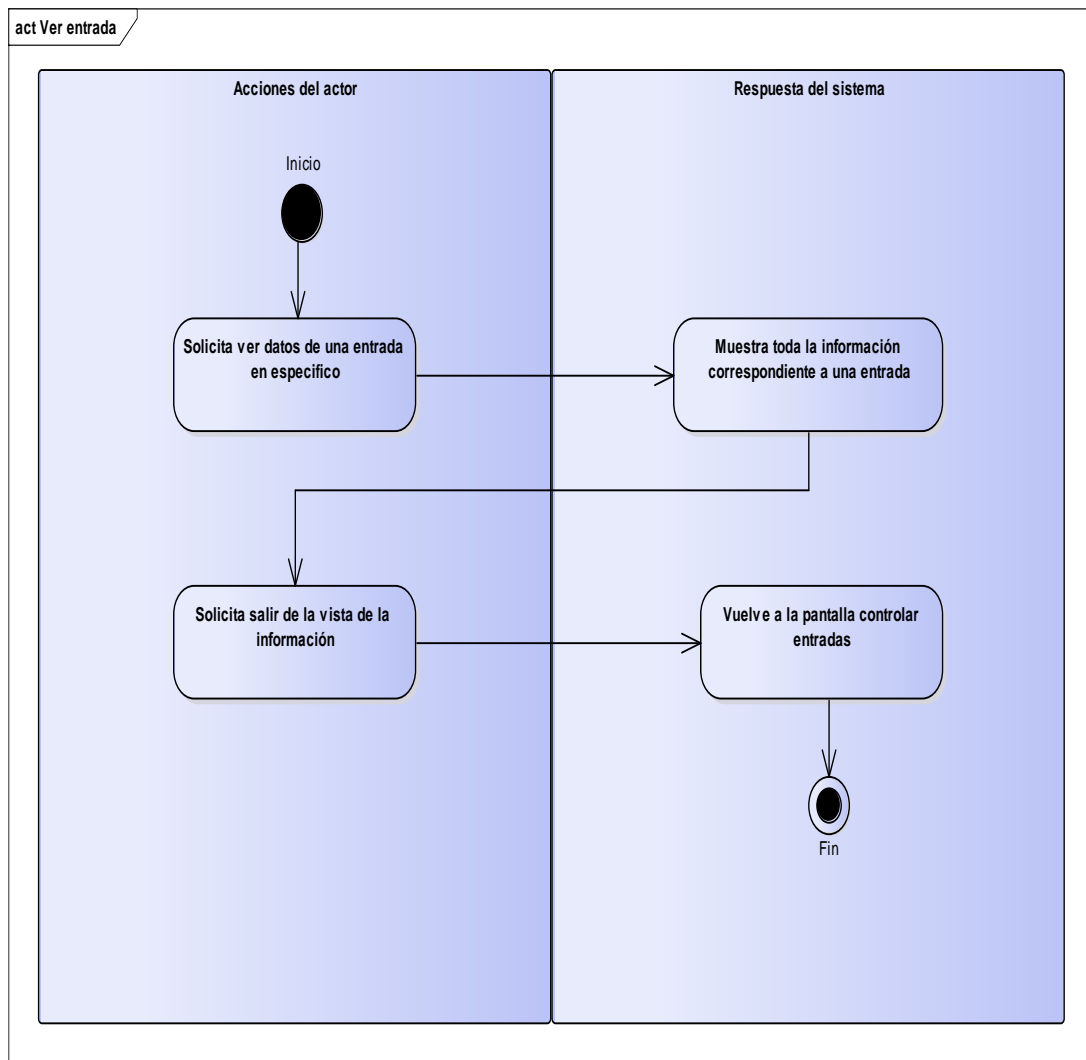 act Ver entrada
Acciones del actor
Respuesta del sistema
Inicio
Solicita ver datos de una entrada
en especifico
Muestra toda la información
correspondiente a una entrada
Solicita salir de la vista de la
información
Vuelve a la pantalla controlar
entradas
Fin